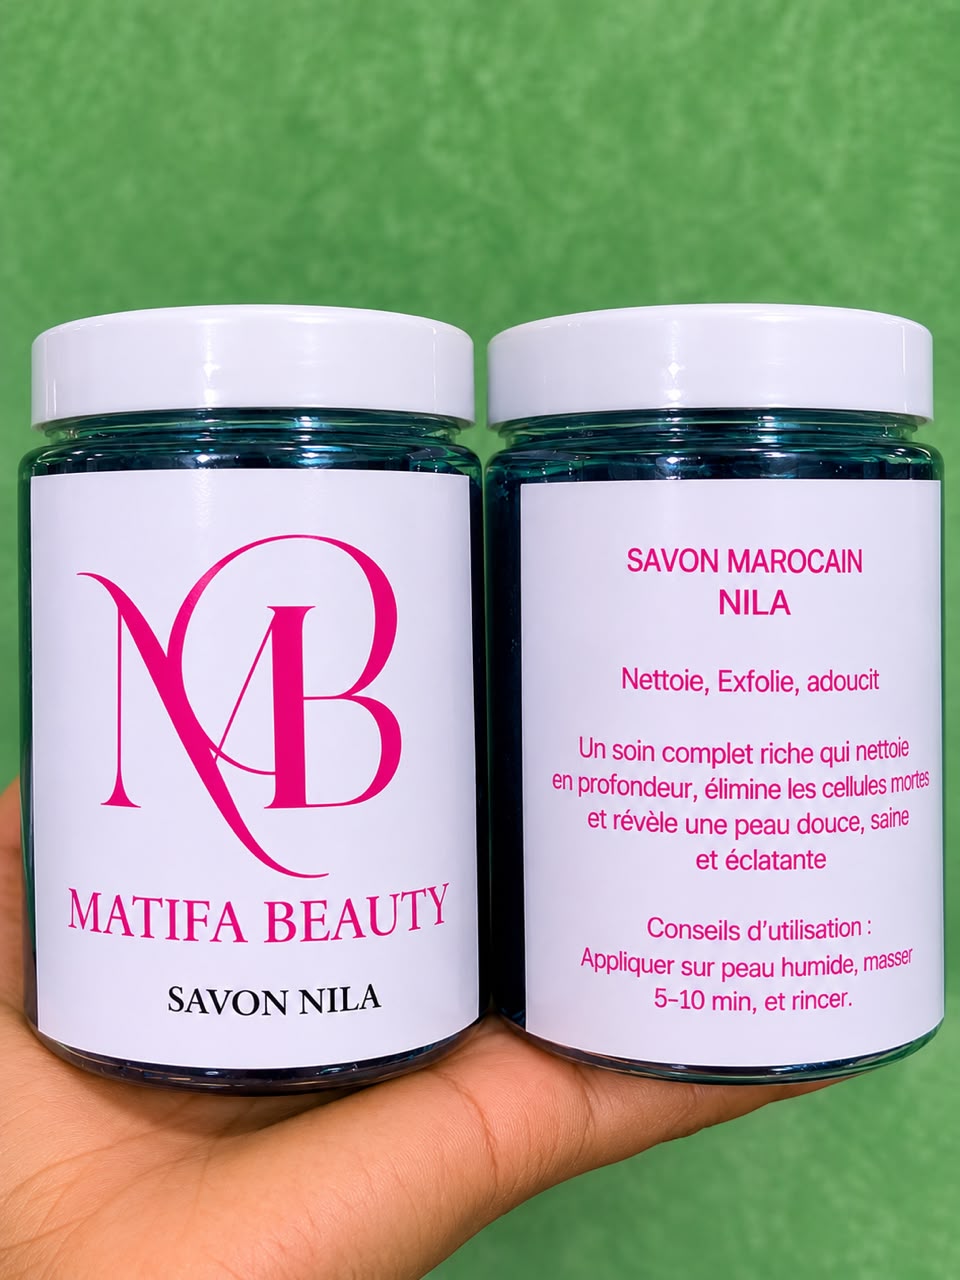 MB
MATIFA BEAUTY
SAVON NILA
SAVON MAROCAIN
NILA
Nettoie, Exfolie, adoucit
Un soin complet riche qui nettoie
en profondeur, élimine les cellules mortes
et révèle une peau douce, saine
et éclatante
Conseils d'utilisation :
Appliquer sur peau humide, masser
5-10 min, et rincer.